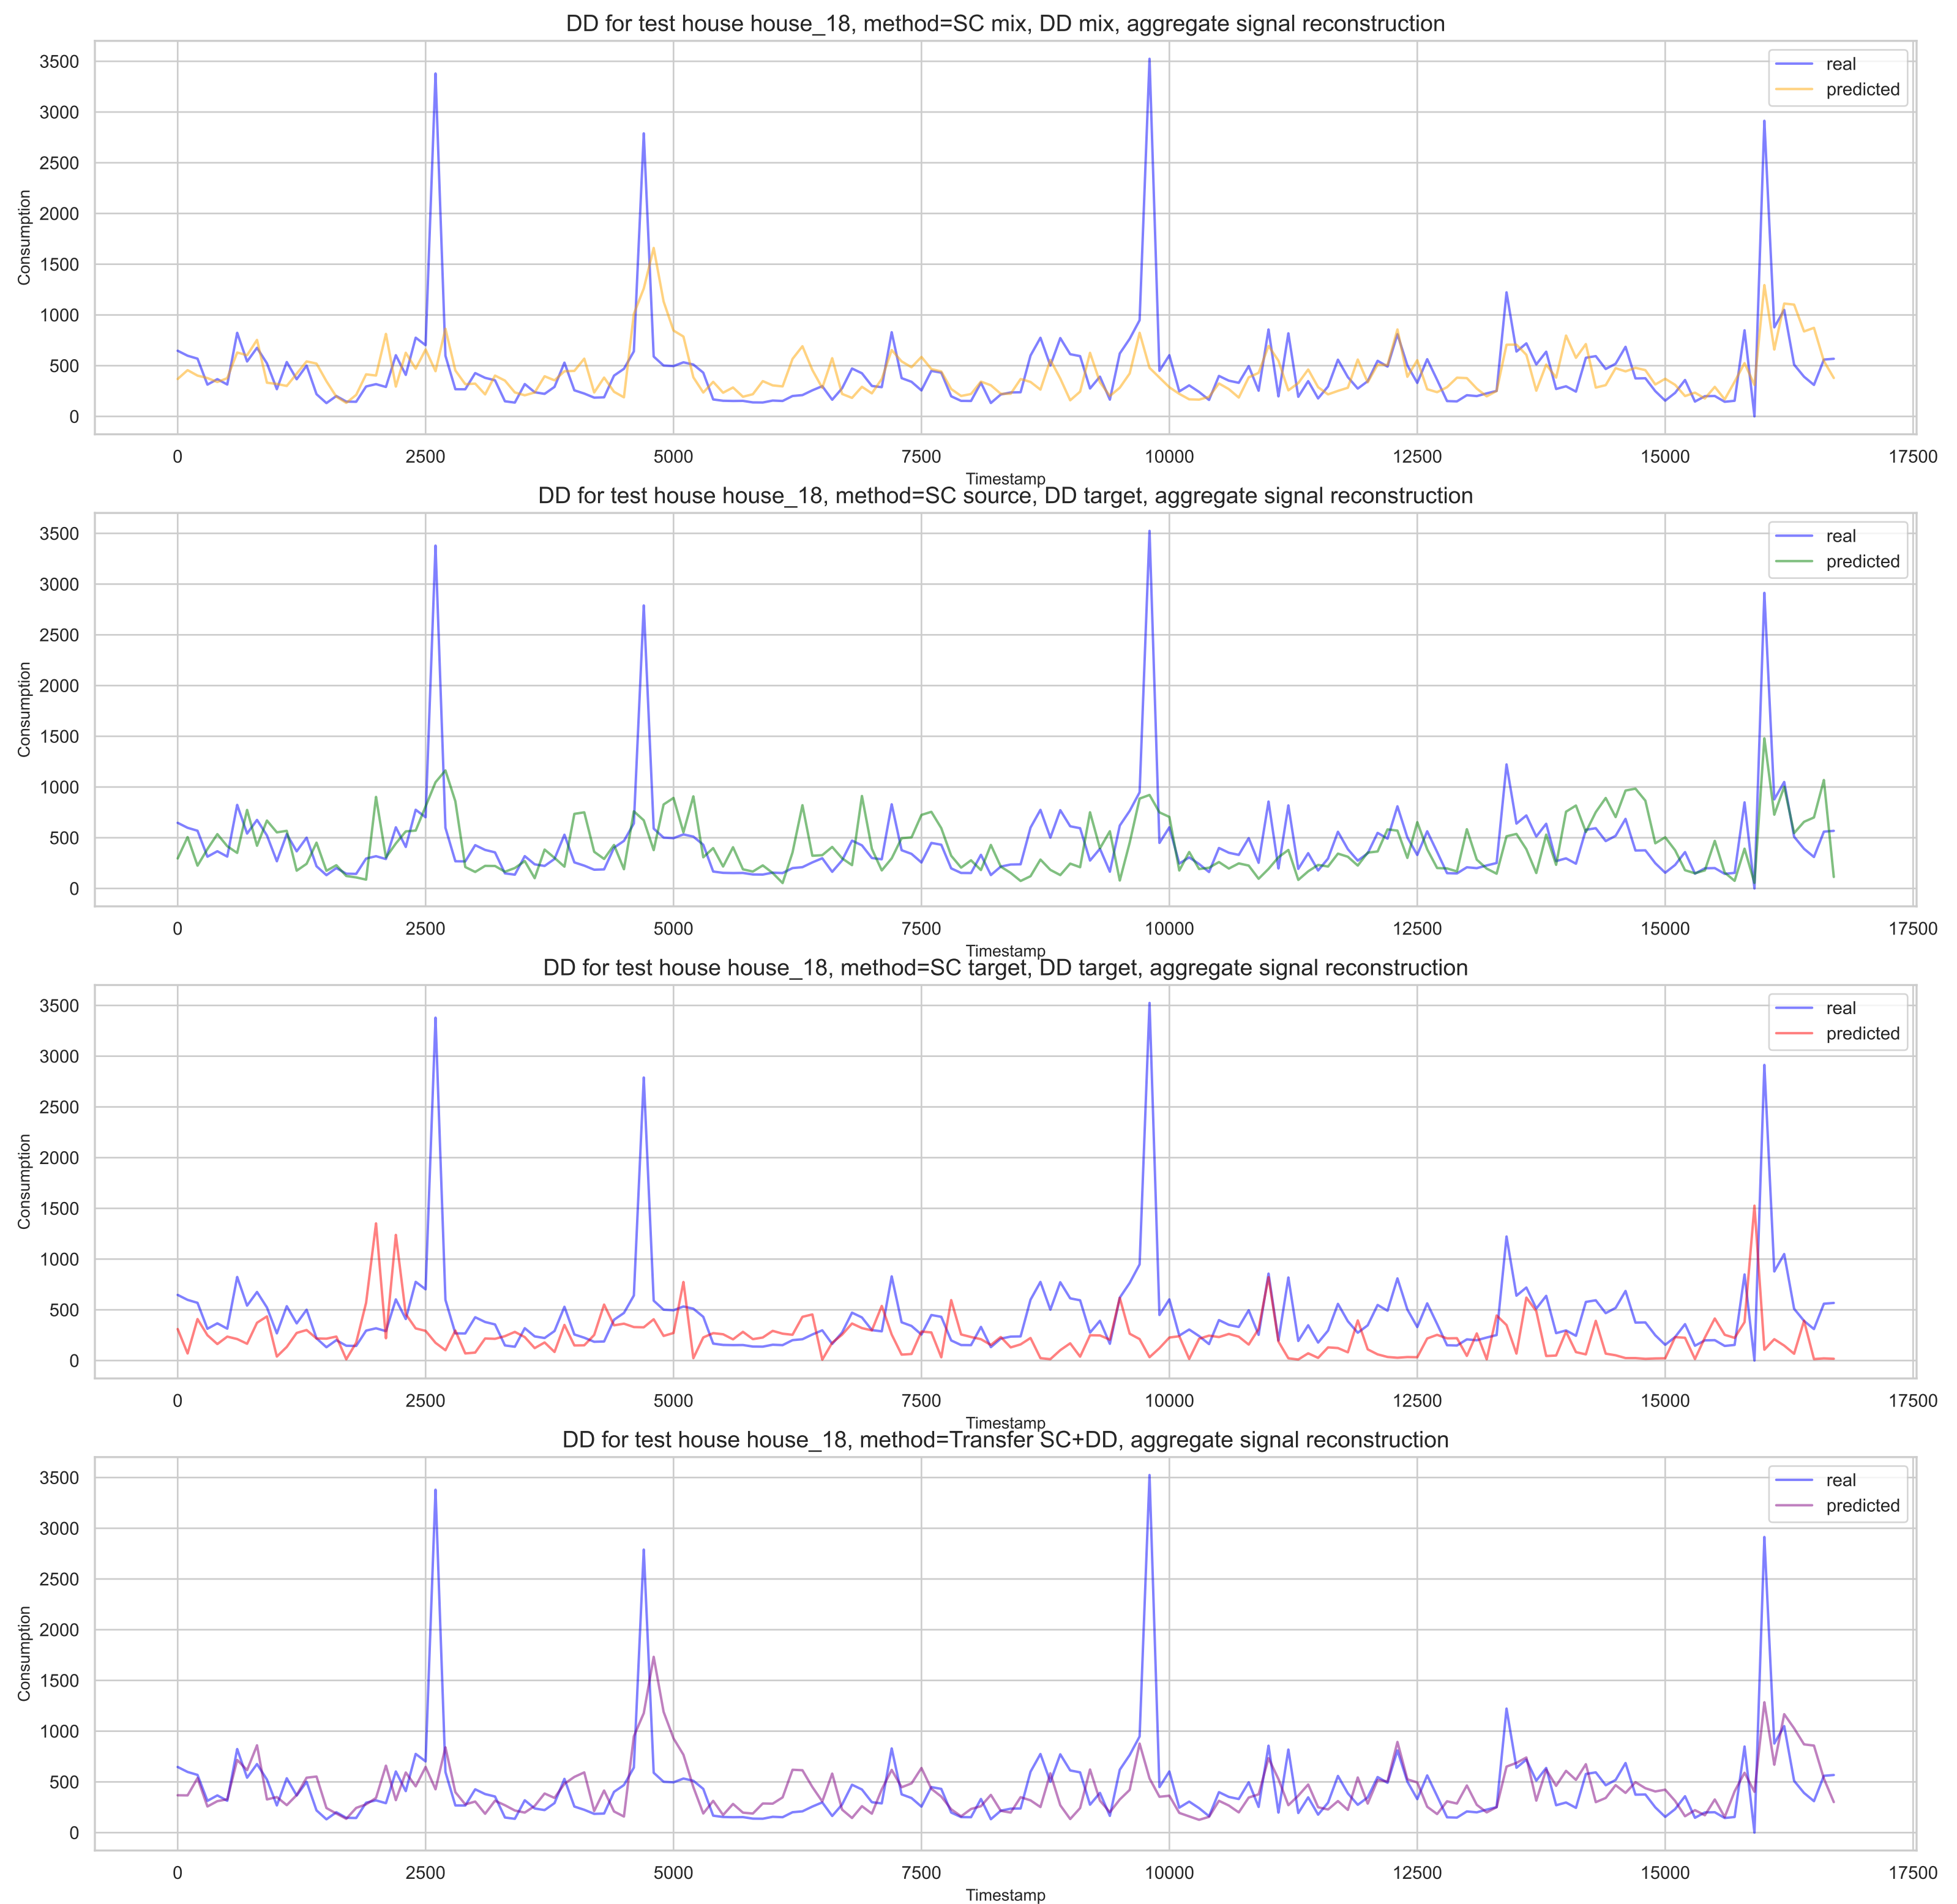 DD for test house house_18, method=SC mix, DD mix, aggregate signal reconstruction
3500
3000
2500
2000
1500
1000
500
0
Consumption
real
predicted
0 2500 5000 7500 10000 12500 15000 17500
Timestamp
DD for test house house_18, method=SC source, DD target, aggregate signal reconstruction
3500
3000
2500
2000
1500
1000
500
0
Consumption
real
predicted
0 2500 5000 7500 10000 12500 15000 17500
Timestamp
DD for test house house_18, method=SC target, DD target, aggregate signal reconstruction
3500
3000
2500
2000
1500
1000
500
0
Consumption
real
predicted
0 2500 5000 7500 10000 12500 15000 17500
Timestamp
DD for test house house_18, method=Transfer SC+DD, aggregate signal reconstruction
3500
3000
2500
2000
1500
1000
500
0
Consumption
real
predicted
0 2500 5000 7500 10000 12500 15000 17500
Timestamp